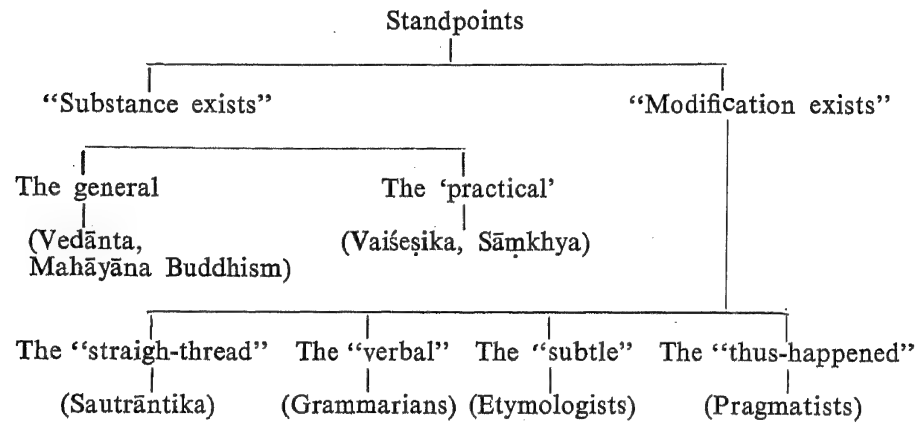 Standpoints
“Substance exists” “Modification exists”
The general The ‘practical’
(Vedānta, (Vaiśeṣika, Sāṃkhya)
Mahāyāna Buddhism)
The “straigh-thread” The “verbal” The “subtle” The “thus-happened”
(Sautrāntika) (Grammarians) (Etymologists) (Pragmatists)